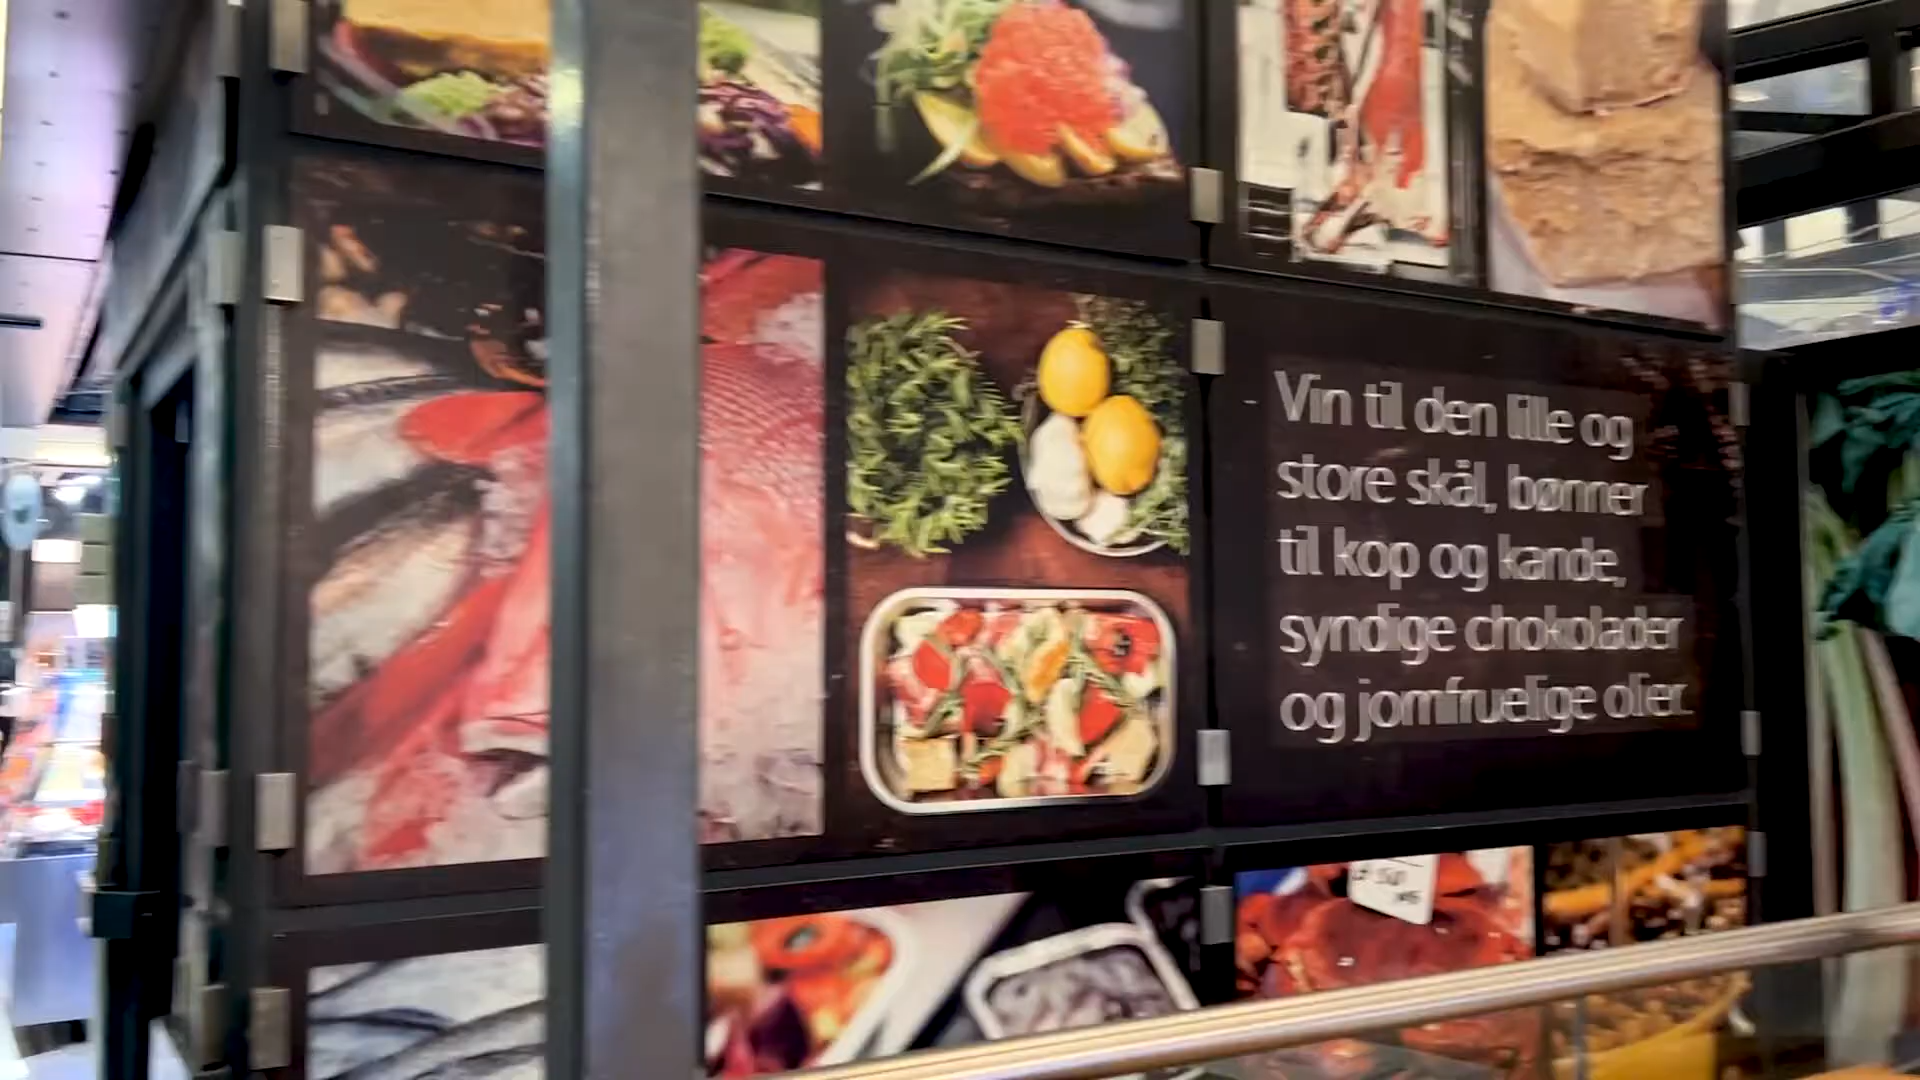 Vin til den lille og
store skål, bønner
til kop og kande,
syndige chokolader
og jomfruelige olier.